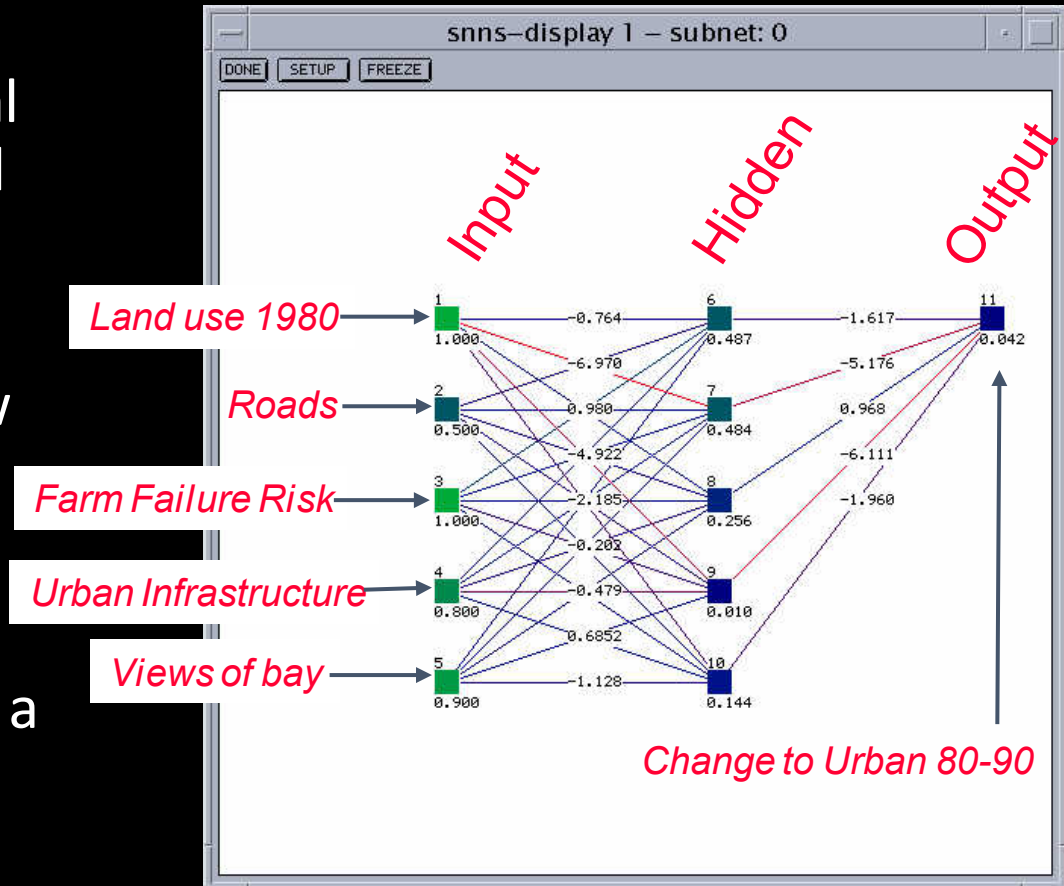 al
l
w
a
snns-display 1 - subnet: 0
DONE SETUP FREEZE
Input Hidden Output
1 6 11
Land use 1980 -0.764 -1.617
1.000 0.487 0.042
-6.970 -5.176
2 7
Roads 0.980 0.968
0.500 0.484
-4.922 -6.111
3 8
Farm Failure Risk -2.185 -1.960
1.000 0.256
-0.202
4 9
Urban Infrastructure -0.479
0.800 0.010
0.6852
5 10
Views of bay -1.128
0.900 0.144
Change to Urban 80-90